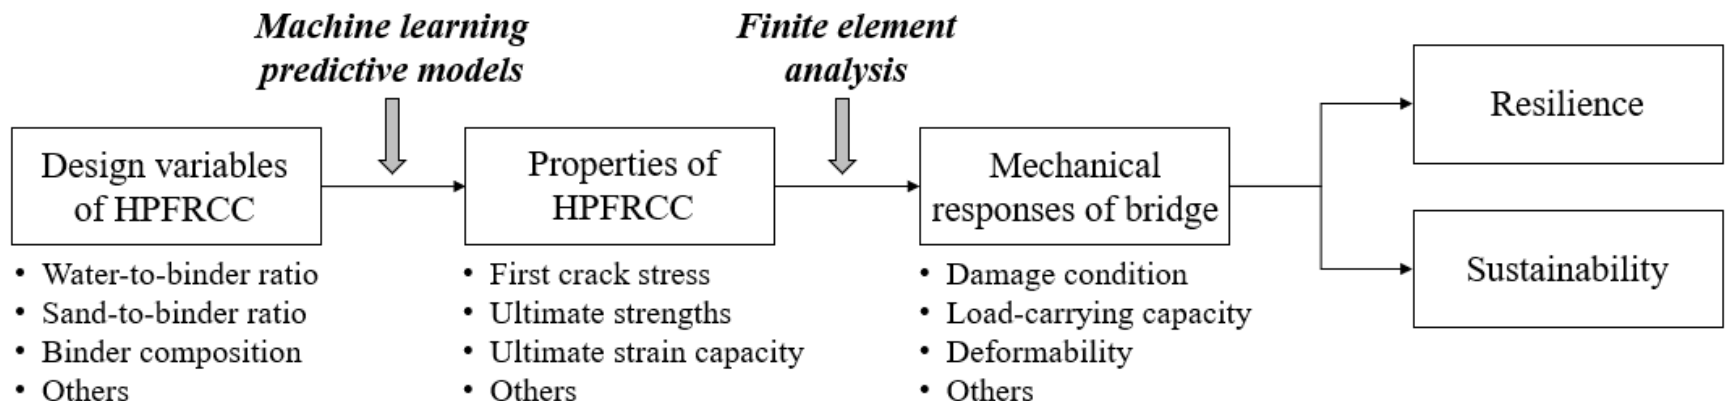 Machine learning
predictive models
Finite element
analysis
Design variables
of HPFRCC
• Water-to-binder ratio
• Sand-to-binder ratio
• Binder composition
• Others
Properties of
HPFRCC
• First crack stress
• Ultimate strengths
• Ultimate strain capacity
• Others
Mechanical
responses of bridge
• Damage condition
• Load-carrying capacity
• Deformability
• Others
Resilience
Sustainability